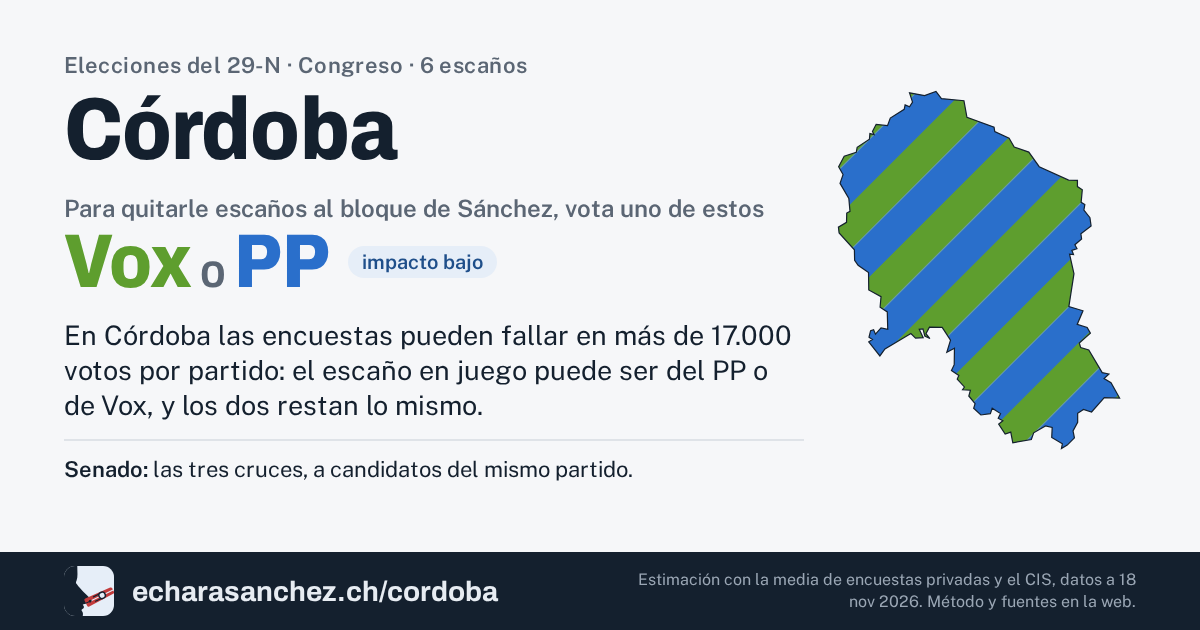 Elecciones del 29-N · Congreso · 6 escaños
Córdoba
Para quitarle escaños al bloque de Sánchez, vota uno de estos
Vox o PP impacto bajo
En Córdoba las encuestas pueden fallar en más de 17.000
votos por partido: el escaño en juego puede ser del PP o
de Vox, y los dos restan lo mismo.
Senado: las tres cruces, a candidatos del mismo partido.
echarasanchez.ch/cordoba
Estimación con la media de encuestas privadas y el CIS, datos a 18
nov 2026. Método y fuentes en la web.